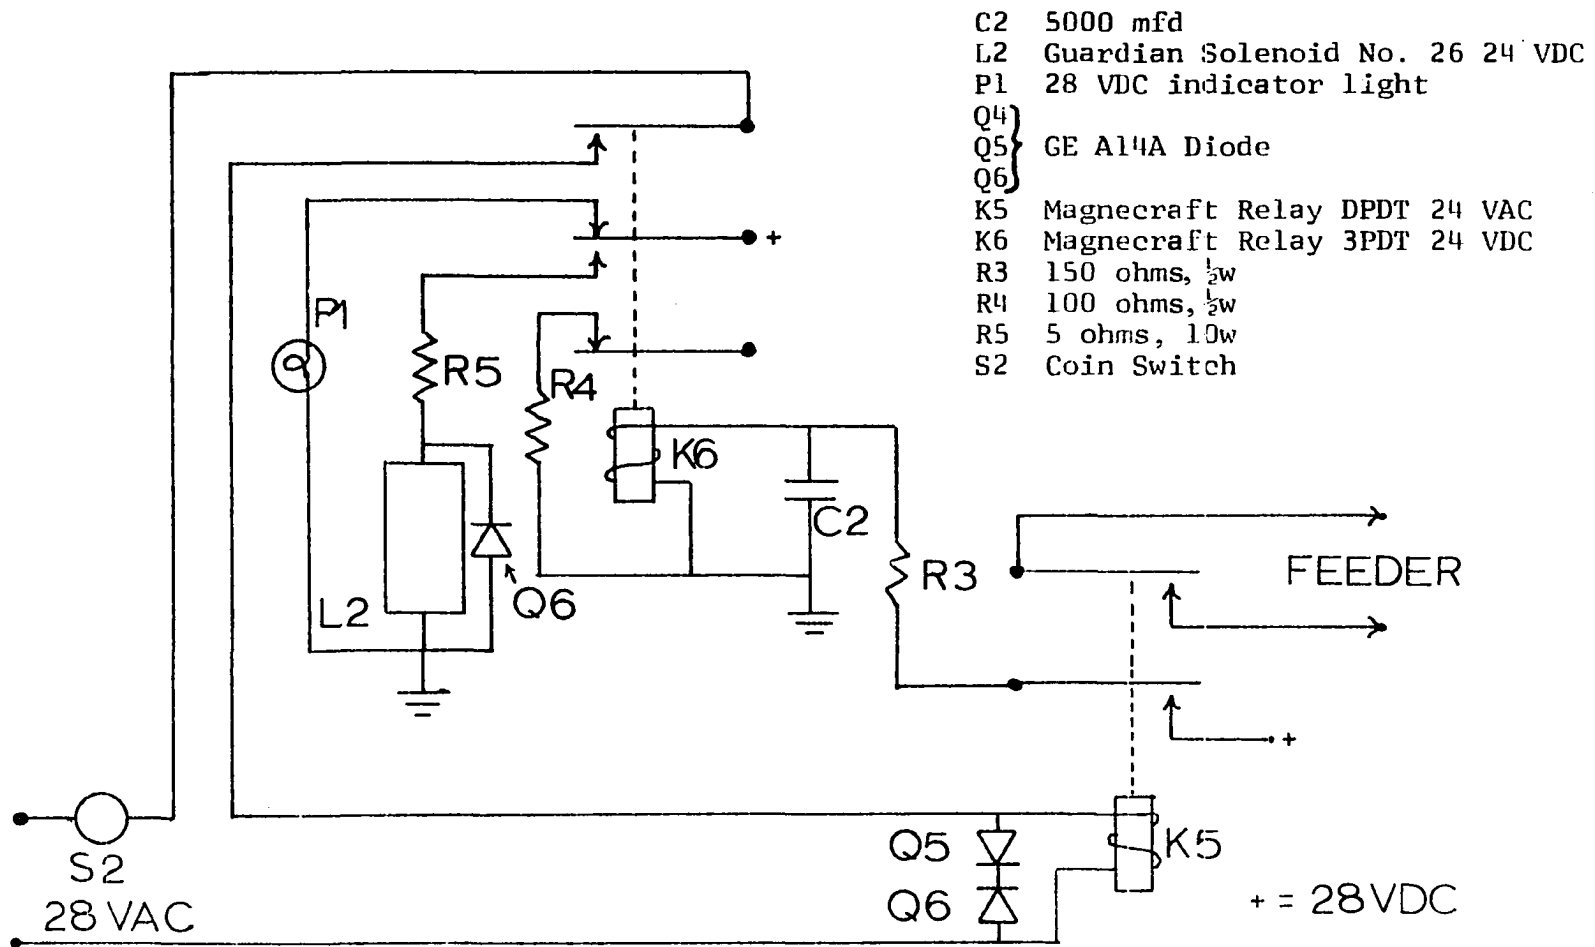 C2 5000 mfd
L2 Guardian Solenoid No. 26 24 VDC
P1 28 VDC indicator light
Q4
Q5 GE A14A Diode
Q6
K5 Magnecraft Relay DPDT 24 VAC
K6 Magnecraft Relay 3PDT 24 VDC
R3 150 ohms, ½w
R4 100 ohms, ½w
R5 5 ohms, 10w
S2 Coin Switch
+
P1
R5
R4
K6
C2
L2
Q6
R3
FEEDER
+
S2
28 VAC
Q5
Q6
K5
+ = 28VDC